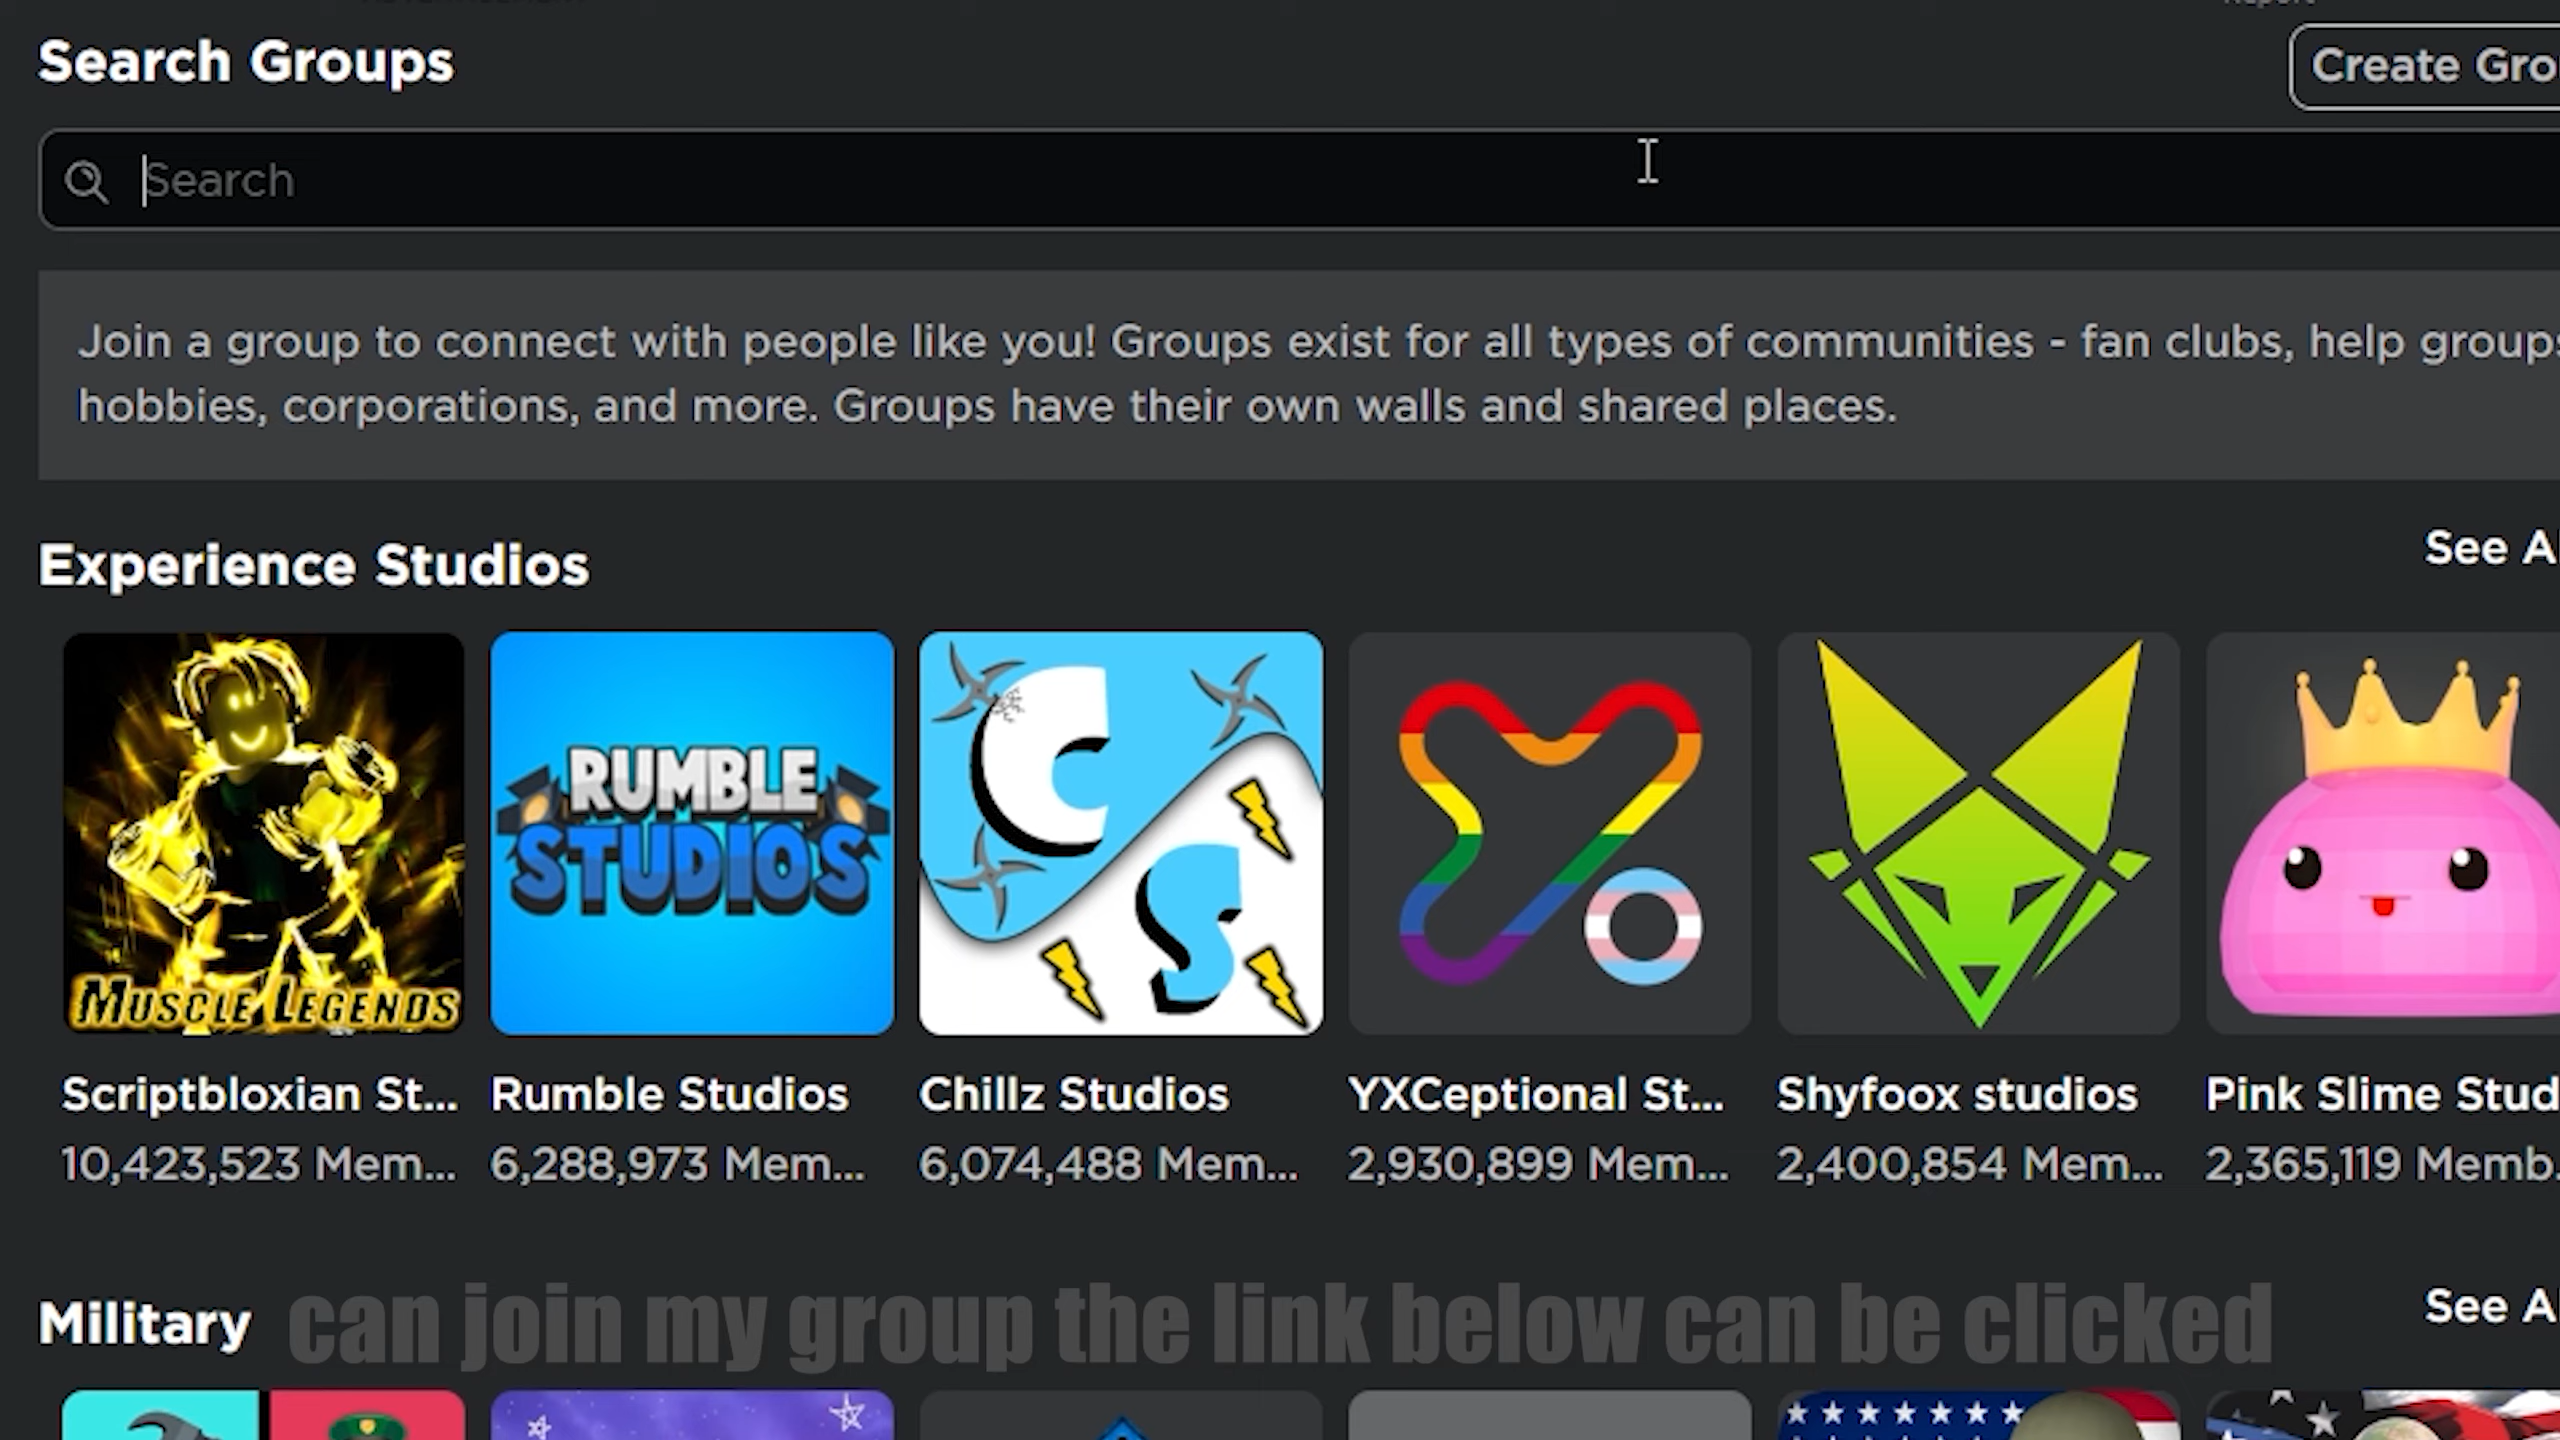 Search Groups
Create Gro
Search
Join a group to connect with people like you! Groups exist for all types of communities - fan clubs, help groups
hobbies, corporations, and more. Groups have their own walls and shared places.
Experience Studios
See Al
MUSCLE LEGENDS
RUMBLE
STUDIOS
C
S
Scriptbloxian St...
Rumble Studios
Chillz Studios
YXCeptional St...
Shyfoox studios
Pink Slime Stud
10,423,523 Mem...
6,288,973 Mem...
6,074,488 Mem...
2,930,899 Mem...
2,400,854 Mem...
2,365,119 Memb.
Military
See Al
can join my group the link below can be clicked